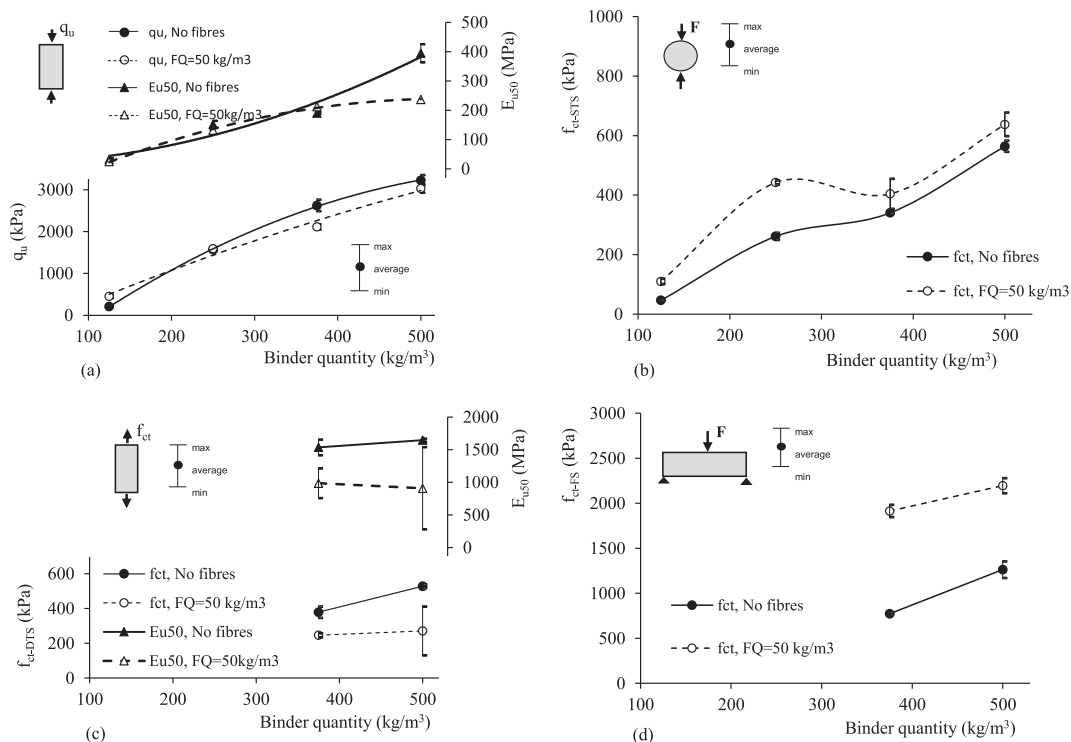 qu
qu, No fibres
qu, FQ=50 kg/m3
Eu50, No fibres
Eu50, FQ=50kg/m3
500
400
300
200
100
0
Eu50 (MPa)
3000
2000
1000
0
qu (kPa)
max
average
min
100 200 300 400 500
Binder quantity (kg/m³)
(a)
1000
800
600
400
200
0
fct-STS (kPa)
F
max
average
min
fct, No fibres
fct, FQ=50 kg/m3
100 200 300 400 500
Binder quantity (kg/m³)
(b)
fct
max
average
min
2000
1500
1000
500
0
Eu50 (MPa)
600
400
200
0
fct-DTS (kPa)
fct, No fibres
fct, FQ=50 kg/m3
Eu50, No fibres
Eu50, FQ=50kg/m3
100 200 300 400 500
Binder quantity (kg/m³)
(c)
3000
2500
2000
1500
1000
500
0
fct-FS (kPa)
F
max
average
min
fct, No fibres
fct, FQ=50 kg/m3
100 200 300 400 500
Binder quantity (kg/m³)
(d)